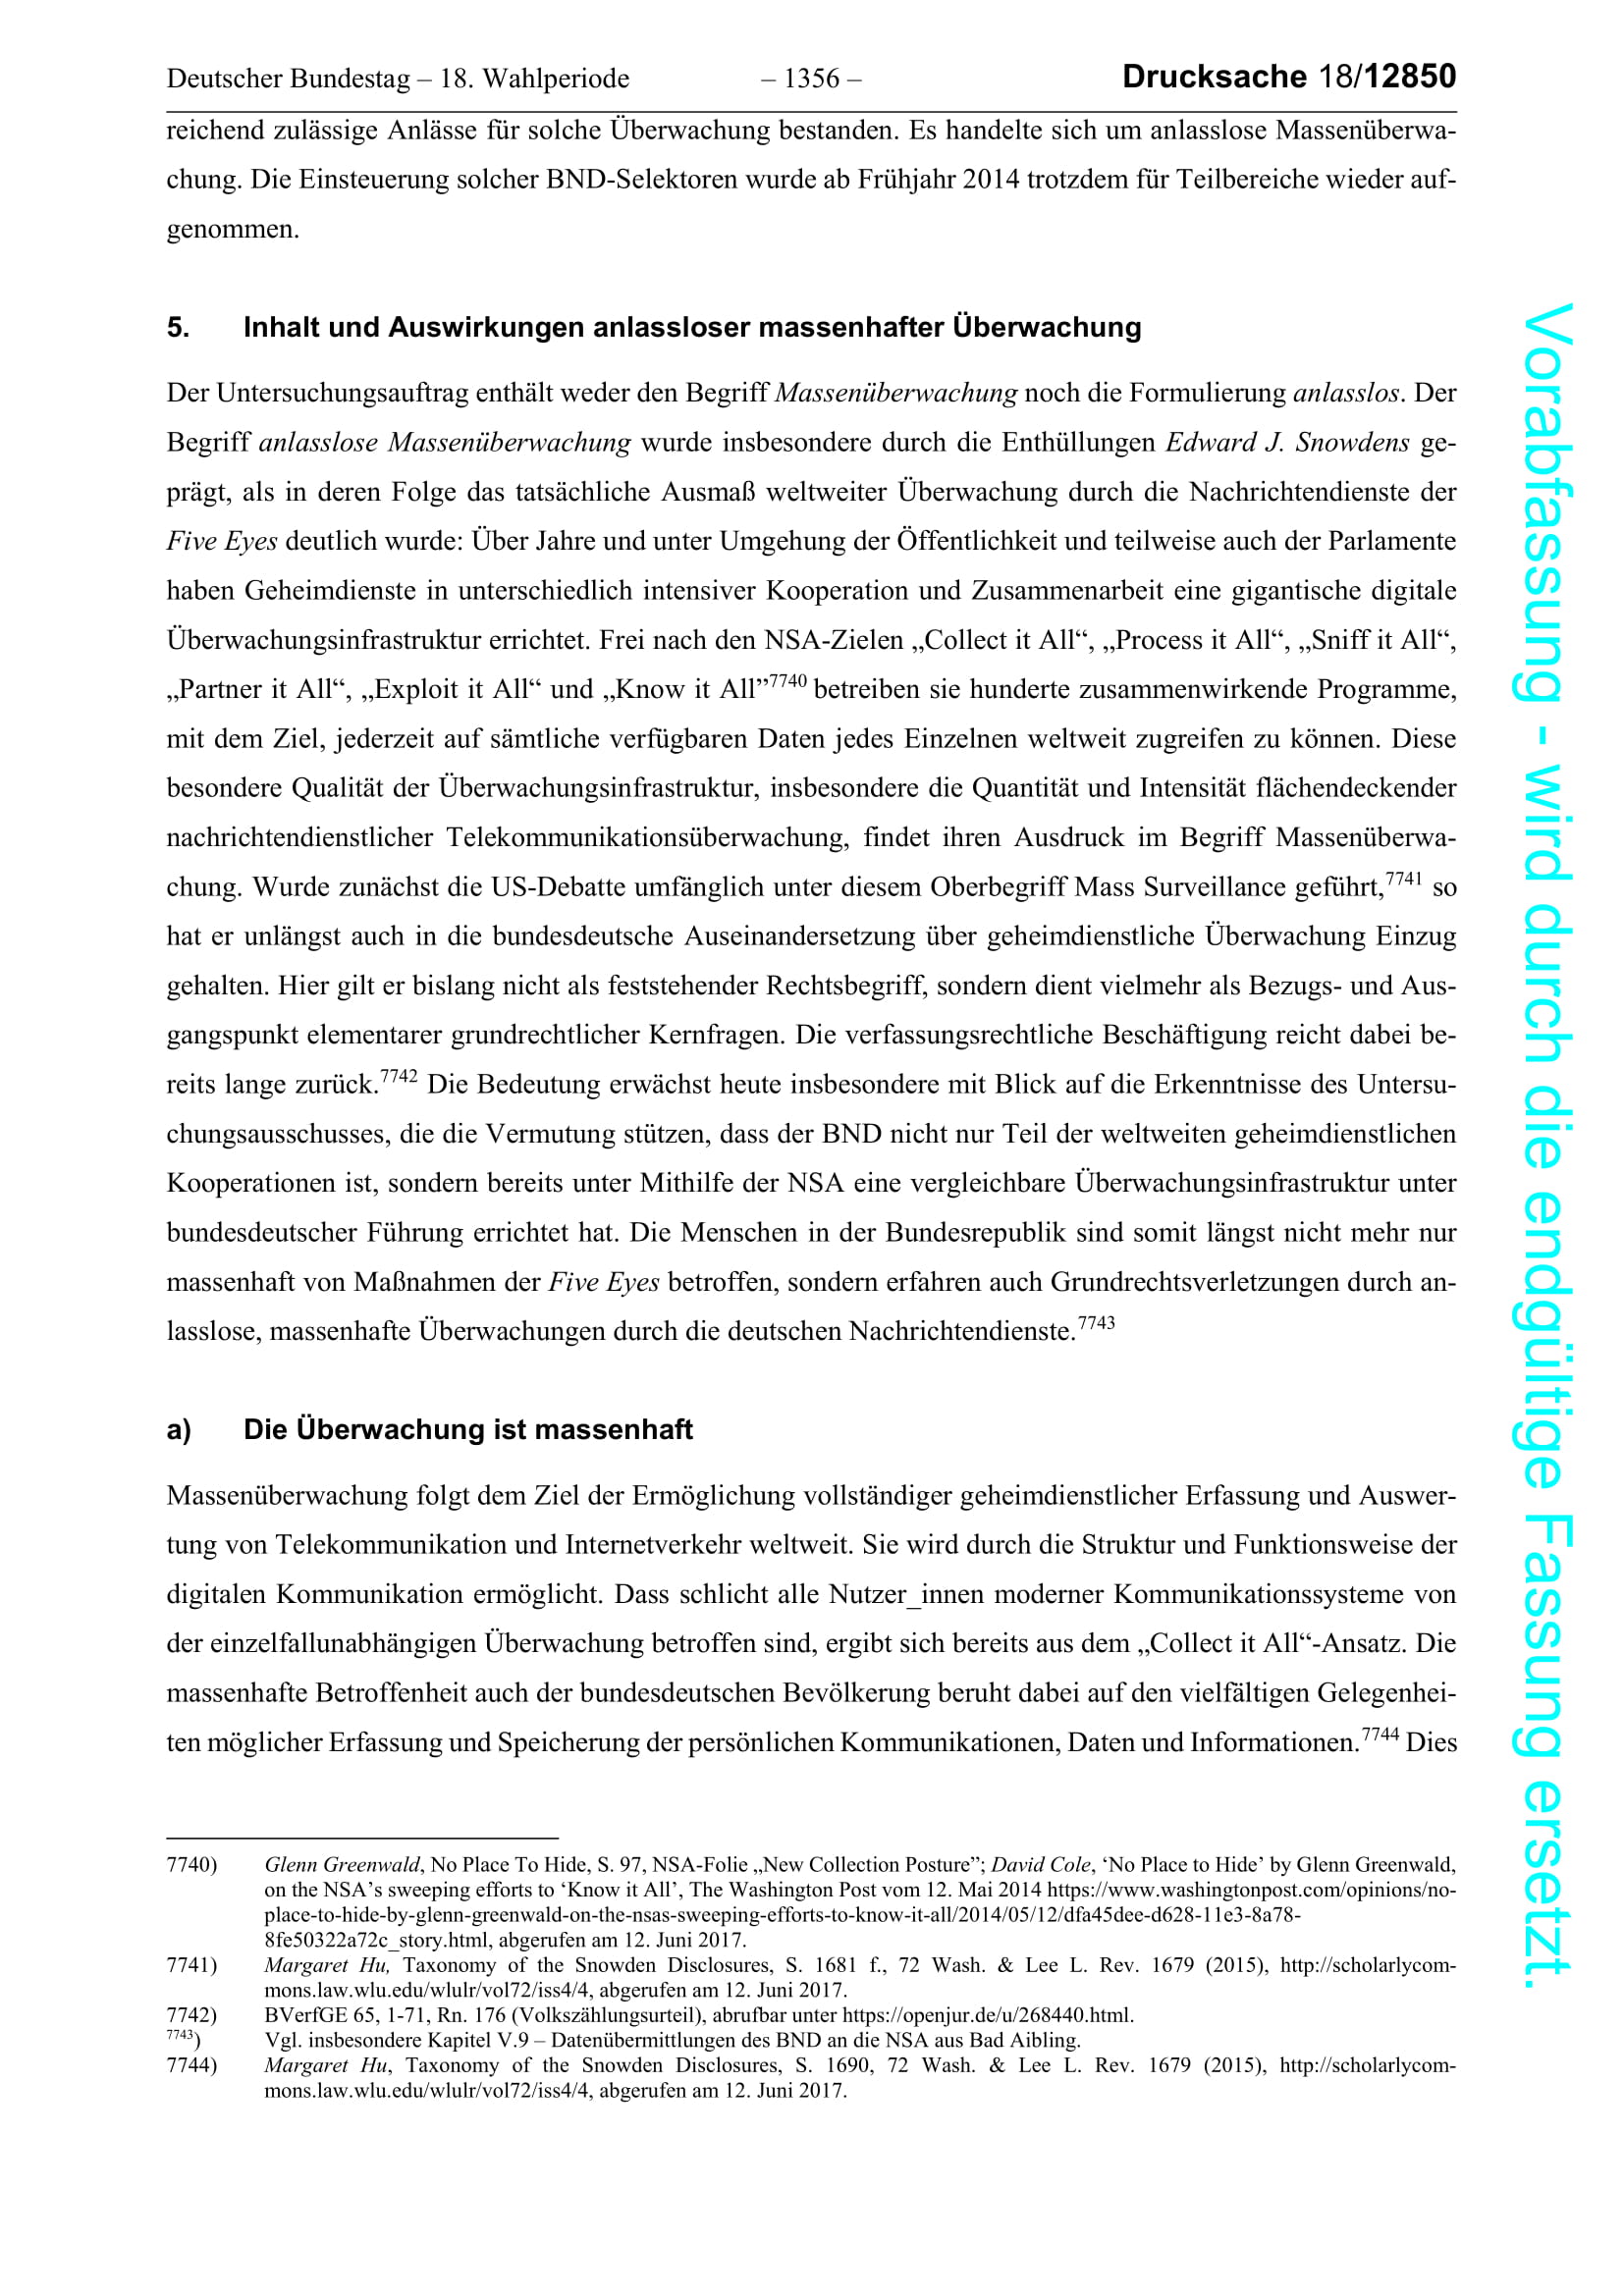 Deutscher Bundestag – 18. Wahlperiode – 1356 – Drucksache 18/12850
reichend zulässige Anlässe für solche Überwachung bestanden. Es handelte sich um anlasslose Massenüberwa-
chung. Die Einsteuerung solcher BND-Selektoren wurde ab Frühjahr 2014 trotzdem für Teilbereiche wieder auf-
genommen.
5. Inhalt und Auswirkungen anlassloser massenhafter Überwachung
Der Untersuchungsauftrag enthält weder den Begriff Massenüberwachung noch die Formulierung anlasslos. Der
Begriff anlasslose Massenüberwachung wurde insbesondere durch die Enthüllungen Edward J. Snowdens ge-
prägt, als in deren Folge das tatsächliche Ausmaß weltweiter Überwachung durch die Nachrichtendienste der
Five Eyes deutlich wurde: Über Jahre und unter Umgehung der Öffentlichkeit und teilweise auch der Parlamente
haben Geheimdienste in unterschiedlich intensiver Kooperation und Zusammenarbeit eine gigantische digitale
Überwachungsinfrastruktur errichtet. Frei nach den NSA-Zielen „Collect it All“, „Process it All“, „Sniff it All“,
„Partner it All“, „Exploit it All“ und „Know it All”7740 betreiben sie hunderte zusammenwirkende Programme,
mit dem Ziel, jederzeit auf sämtliche verfügbaren Daten jedes Einzelnen weltweit zugreifen zu können. Diese
besondere Qualität der Überwachungsinfrastruktur, insbesondere die Quantität und Intensität flächendeckender
nachrichtendienstlicher Telekommunikationsüberwachung, findet ihren Ausdruck im Begriff Massenüberwa-
chung. Wurde zunächst die US-Debatte umfänglich unter diesem Oberbegriff Mass Surveillance geführt,7741 so
hat er unlängst auch in die bundesdeutsche Auseinandersetzung über geheimdienstliche Überwachung Einzug
gehalten. Hier gilt er bislang nicht als feststehender Rechtsbegriff, sondern dient vielmehr als Bezugs- und Aus-
gangspunkt elementarer grundrechtlicher Kernfragen. Die verfassungsrechtliche Beschäftigung reicht dabei be-
reits lange zurück.7742 Die Bedeutung erwächst heute insbesondere mit Blick auf die Erkenntnisse des Untersu-
chungsausschusses, die die Vermutung stützen, dass der BND nicht nur Teil der weltweiten geheimdienstlichen
Kooperationen ist, sondern bereits unter Mithilfe der NSA eine vergleichbare Überwachungsinfrastruktur unter
bundesdeutscher Führung errichtet hat. Die Menschen in der Bundesrepublik sind somit längst nicht mehr nur
massenhaft von Maßnahmen der Five Eyes betroffen, sondern erfahren auch Grundrechtsverletzungen durch an-
lasslose, massenhafte Überwachungen durch die deutschen Nachrichtendienste.7743
a) Die Überwachung ist massenhaft
Massenüberwachung folgt dem Ziel der Ermöglichung vollständiger geheimdienstlicher Erfassung und Auswer-
tung von Telekommunikation und Internetverkehr weltweit. Sie wird durch die Struktur und Funktionsweise der
digitalen Kommunikation ermöglicht. Dass schlicht alle Nutzer_innen moderner Kommunikationssysteme von
der einzelfallunabhängigen Überwachung betroffen sind, ergibt sich bereits aus dem „Collect it All“-Ansatz. Die
massenhafte Betroffenheit auch der bundesdeutschen Bevölkerung beruht dabei auf den vielfältigen Gelegenhei-
ten möglicher Erfassung und Speicherung der persönlichen Kommunikationen, Daten und Informationen.7744 Dies
7740) Glenn Greenwald, No Place To Hide, S. 97, NSA-Folie „New Collection Posture”; David Cole, ‘No Place to Hide’ by Glenn Greenwald,
on the NSA’s sweeping efforts to ‘Know it All’, The Washington Post vom 12. Mai 2014 https://www.washingtonpost.com/opinions/no-
place-to-hide-by-glenn-greenwald-on-the-nsas-sweeping-efforts-to-know-it-all/2014/05/12/dfa45dee-d628-11e3-8a78-
8fe50322a72c_story.html, abgerufen am 12. Juni 2017.
7741) Margaret Hu, Taxonomy of the Snowden Disclosures, S. 1681 f., 72 Wash. & Lee L. Rev. 1679 (2015), http://scholarlycom-
mons.law.wlu.edu/wlulr/vol72/iss4/4, abgerufen am 12. Juni 2017.
7742) BVerfGE 65, 1-71, Rn. 176 (Volkszählungsurteil), abrufbar unter https://openjur.de/u/268440.html.
7743) Vgl. insbesondere Kapitel V.9 – Datenübermittlungen des BND an die NSA aus Bad Aibling.
7744) Margaret Hu, Taxonomy of the Snowden Disclosures, S. 1690, 72 Wash. & Lee L. Rev. 1679 (2015), http://scholarlycom-
mons.law.wlu.edu/wlulr/vol72/iss4/4, abgerufen am 12. Juni 2017.
Vorabfassung - wird durch die endgültige Fassung ersetzt.